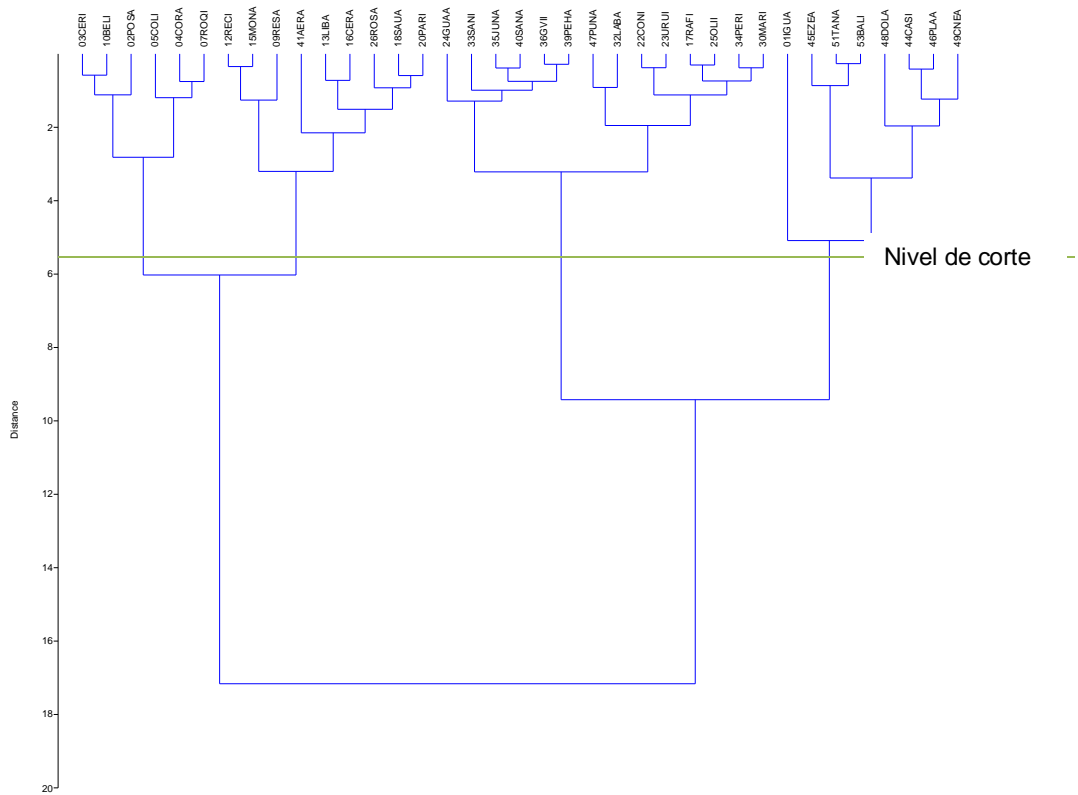 03CERI
10BELI
02POSA
05COLI
04CORA
07ROQI
12RECI
15MONA
09RESA
41AERA
13LIBA
16CERA
26ROSA
18SAUA
20PARI
24GUAA
33SANI
35JUNA
40SANA
36GVII
39PEHA
47PUNA
32LABA
22CONI
23URUI
17RAFI
25OLII
34PERI
30MARI
01IGUA
45EZEA
51TANA
53BALI
48DOLA
44CASI
46PLAA
49CNEA
2
4
Nivel de corte
6
8
10
12
14
16
18
20
Distance